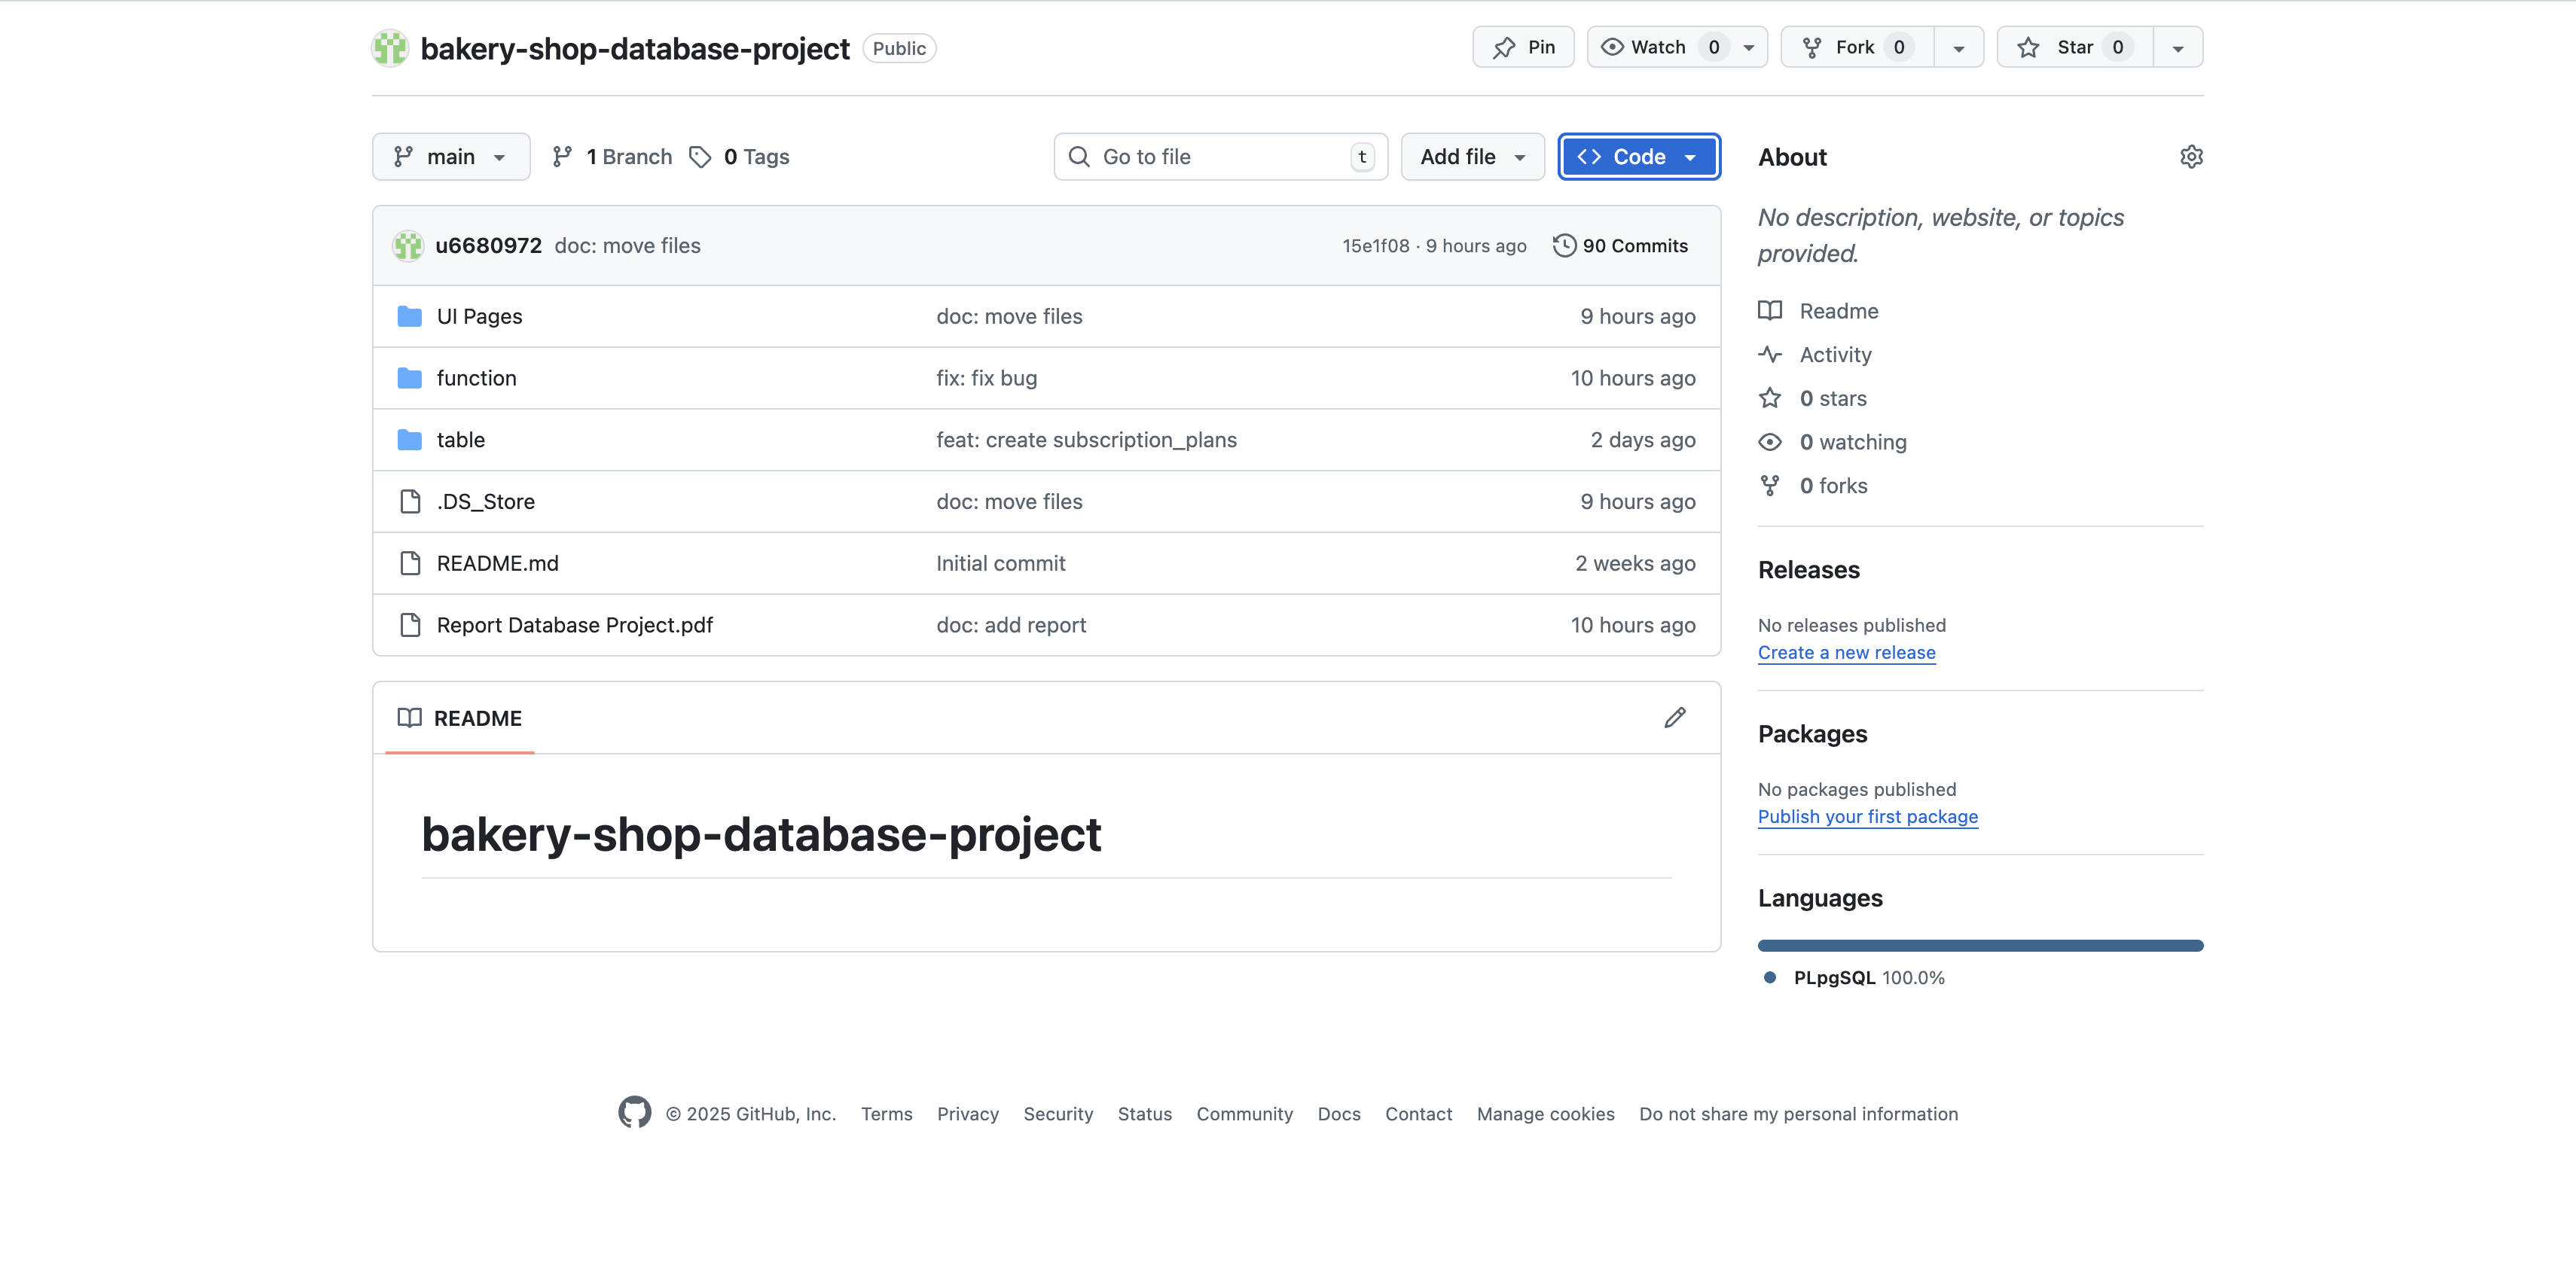 bakery-shop-database-project Public Pin Watch 0 Fork 0 Star 0
main 1 Branch 0 Tags Go to file t Add file Code
u6680972 doc: move files 15e1f08 · 9 hours ago 90 Commits
UI Pages doc: move files 9 hours ago
function fix: fix bug 10 hours ago
table feat: create subscription_plans 2 days ago
.DS_Store doc: move files 9 hours ago
README.md Initial commit 2 weeks ago
Report Database Project.pdf doc: add report 10 hours ago
README
bakery-shop-database-project
About
No description, website, or topics
provided.
Readme
Activity
0 stars
0 watching
0 forks
Releases
No releases published
Create a new release
Packages
No packages published
Publish your first package
Languages
PLpgSQL 100.0%
© 2025 GitHub, Inc. Terms Privacy Security Status Community Docs Contact Manage cookies Do not share my personal information